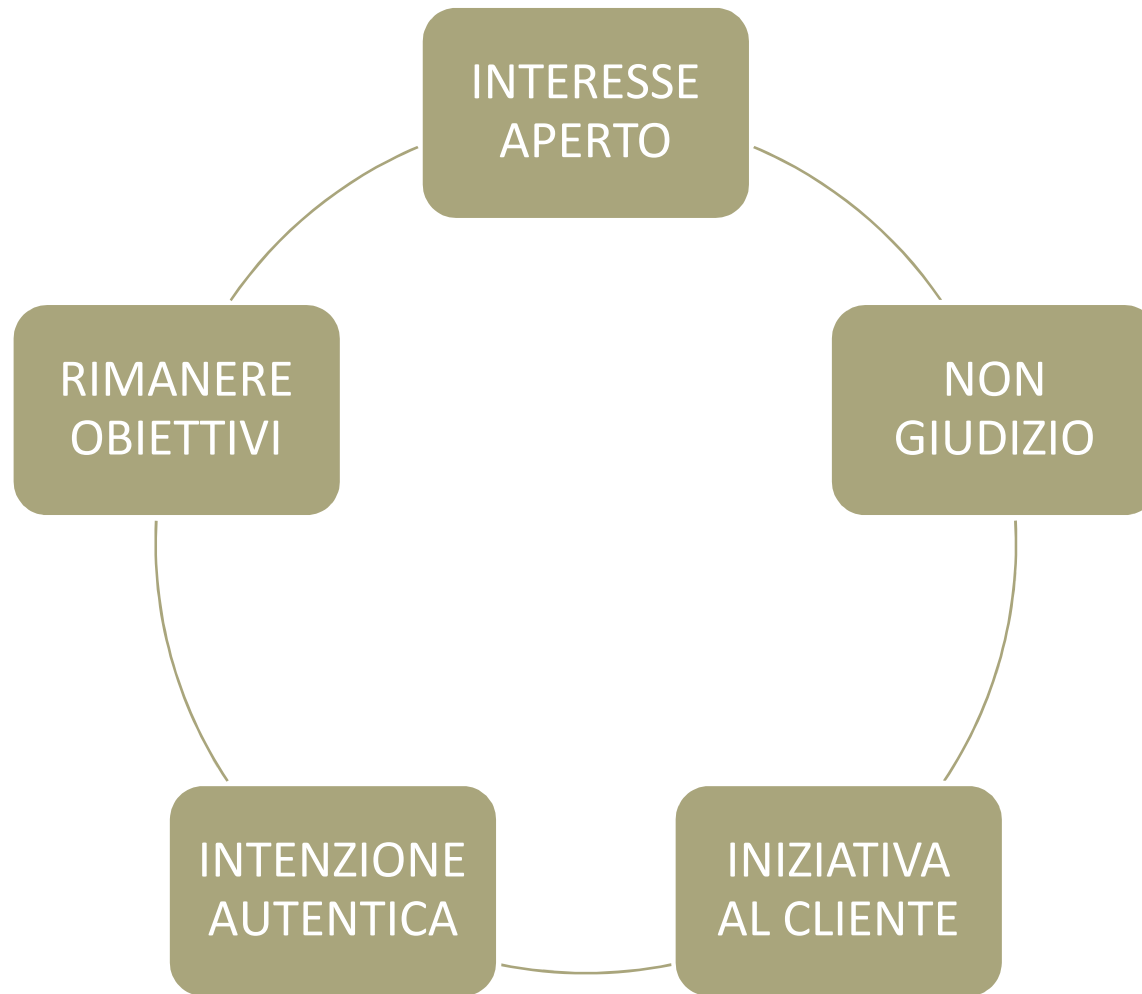 INTERESSE
APERTO
NON
GIUDIZIO
INIZIATIVA
AL CLIENTE
INTENZIONE
AUTENTICA
RIMANERE
OBIETTIVI